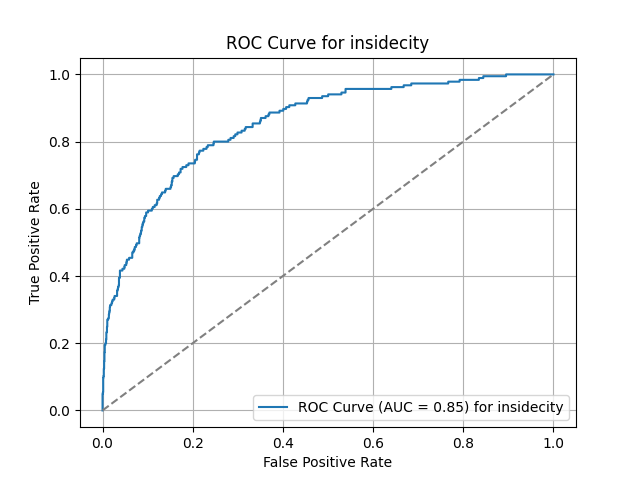 ROC Curve for insidecity
True Positive Rate
1.0
0.8
0.6
0.4
0.2
0.0
ROC Curve (AUC = 0.85) for insidecity
0.0 0.2 0.4 0.6 0.8 1.0
False Positive Rate